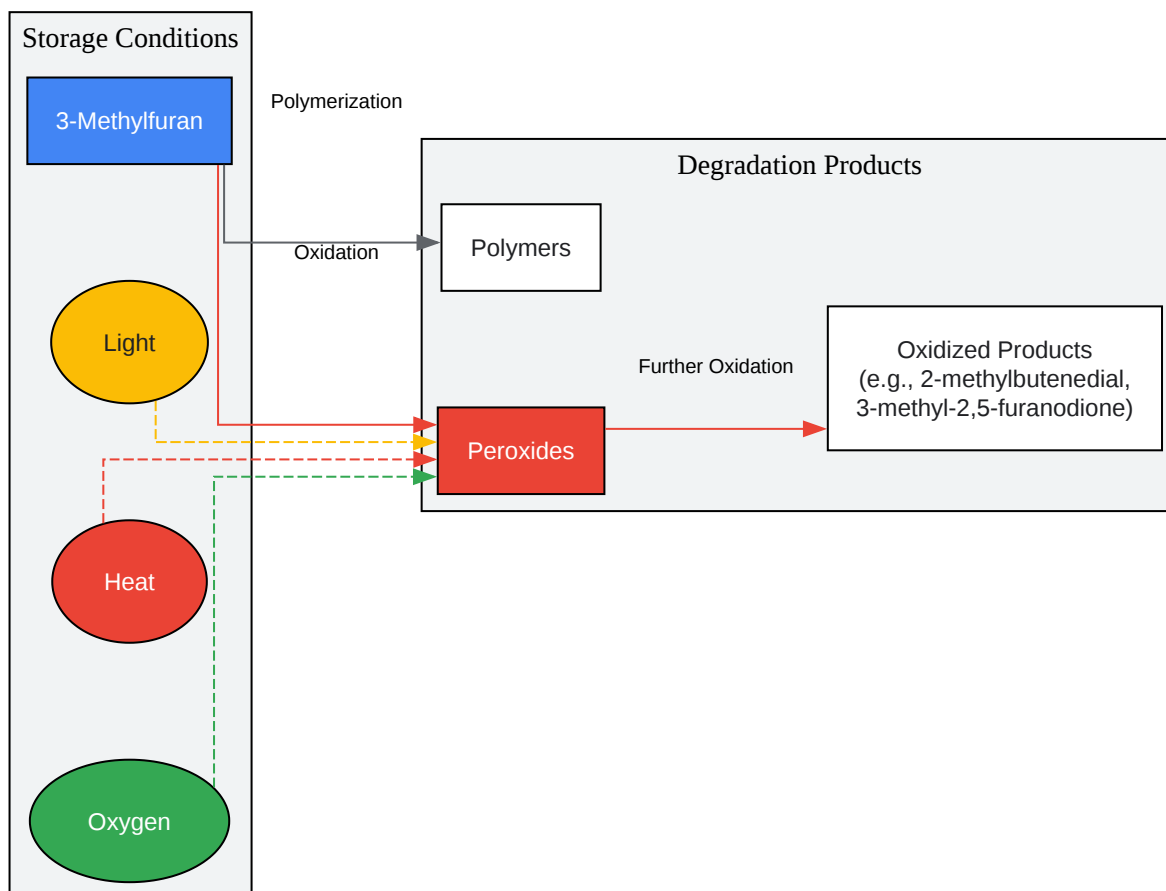 Storage Conditions
3-Methylfuran
Polymerization
Degradation Products
Polymers
Oxidation
Light
Oxidized Products
(e.g., 2-methylbutenedial,
3-methyl-2,5-furanodione)
Further Oxidation
Peroxides
Heat
Oxygen